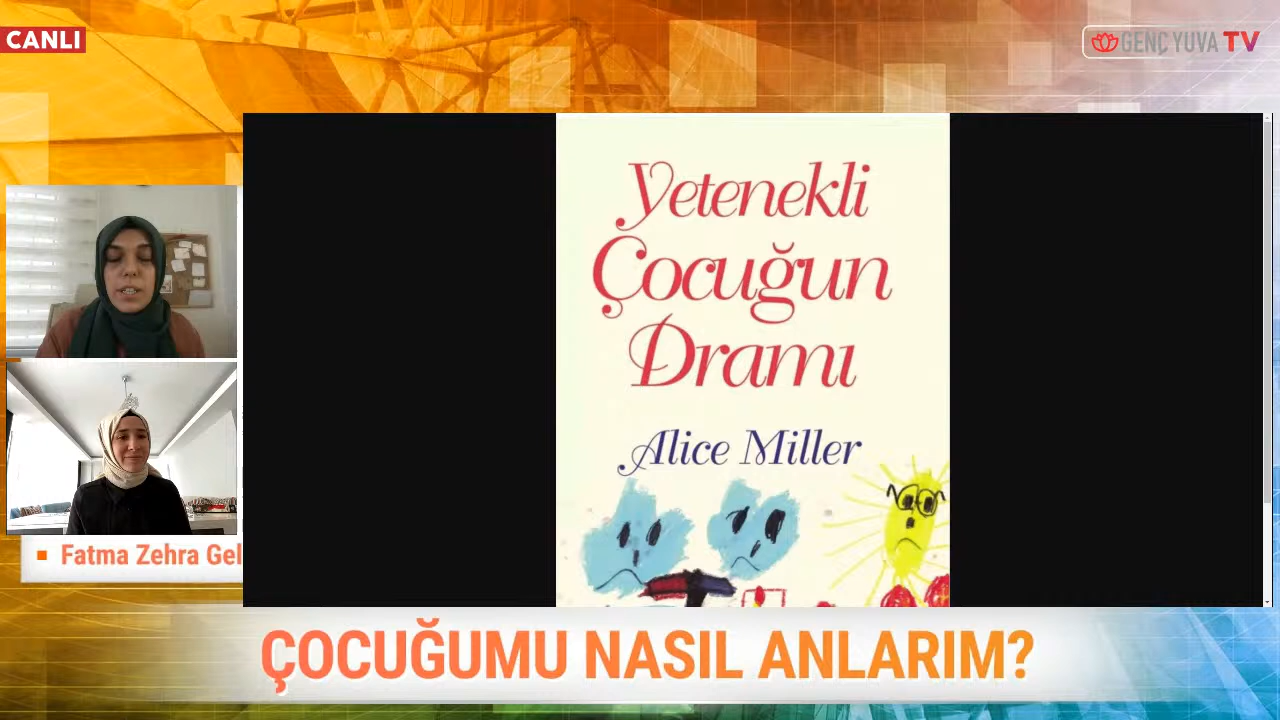 CANLI
GENÇ YUVA TV
Yetenekli
Çocuğun
Dramı
Alice Miller
Fatma Zehra Gel
ÇOCUĞUMU NASIL ANLARIM?